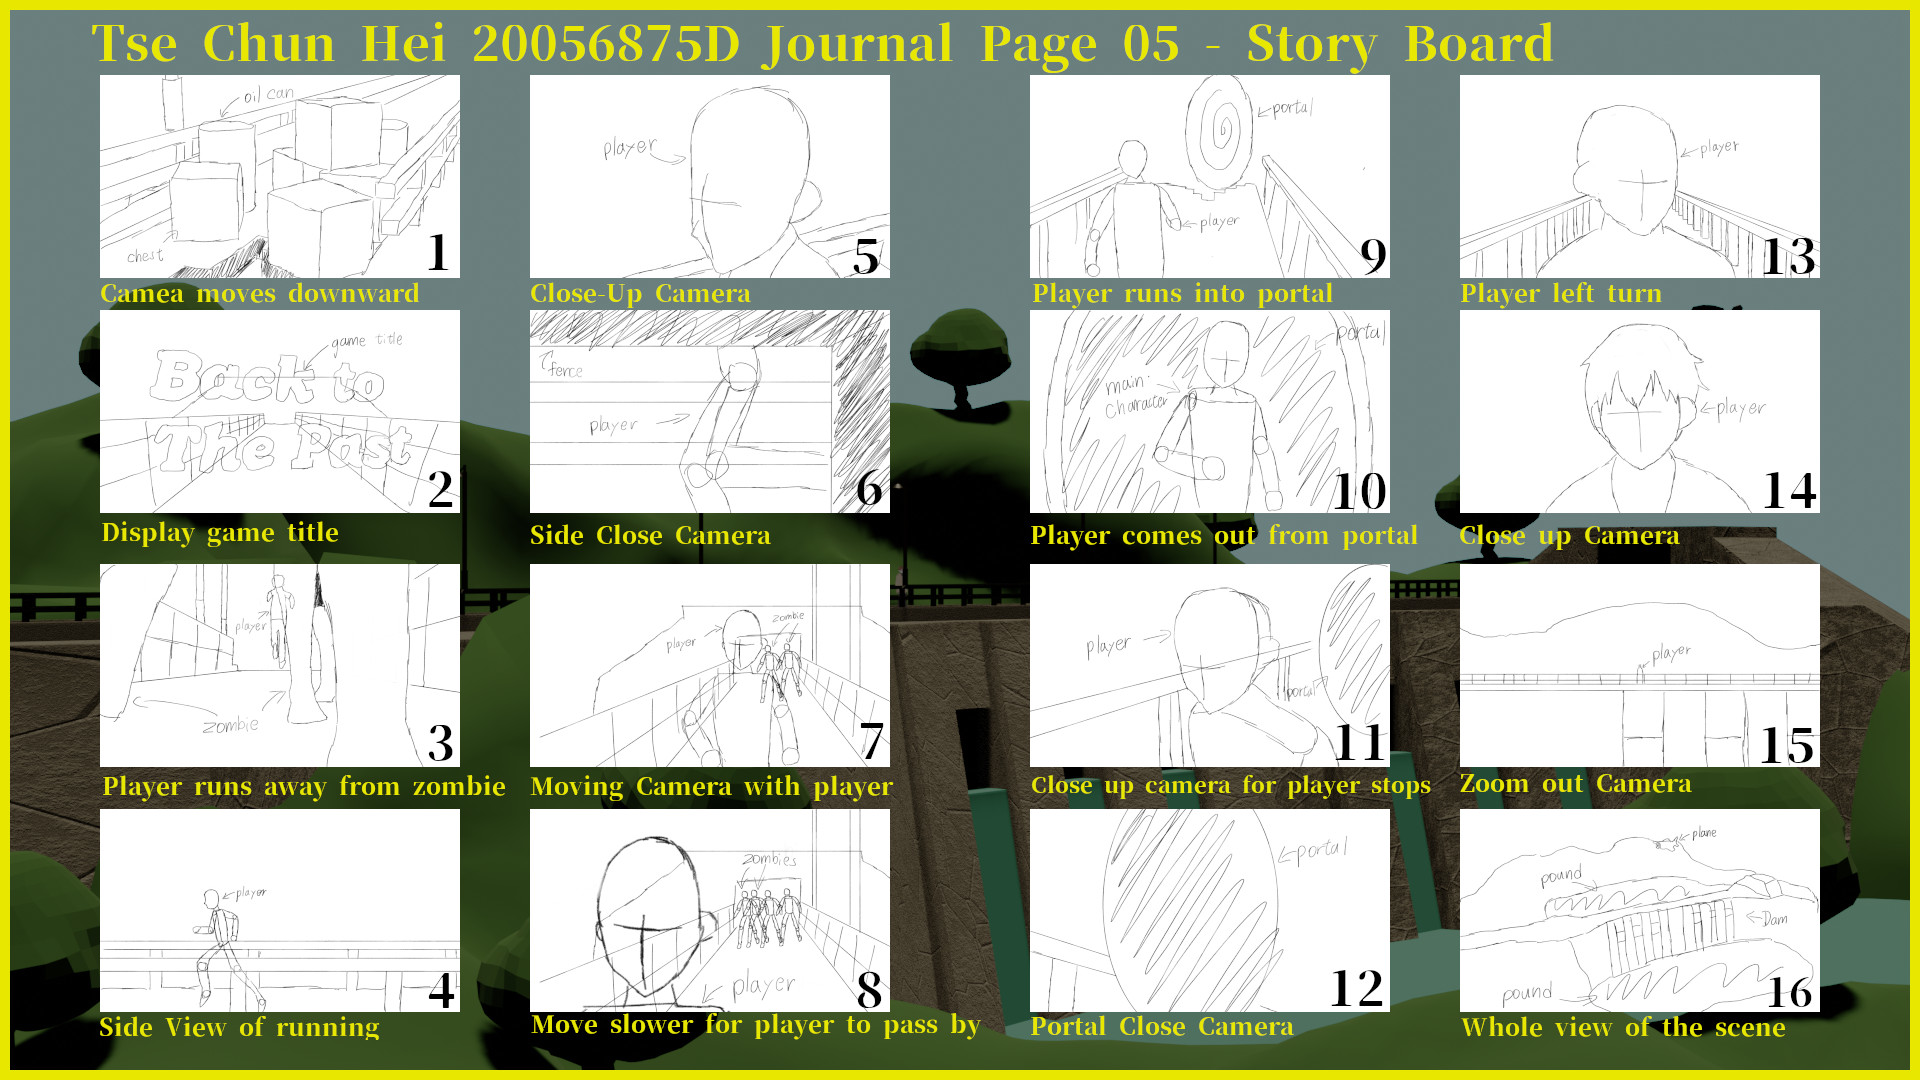 Tse Chun Hei 20056875D Journal Page 05 - Story Board
oil can
chest
1
Camea moves downward
game title
Back to
The Past
2
Display game title
player
zombie
3
Player runs away from zombie
player
4
Side View of running
player
5
Close-Up Camera
fence
player
6
Side Close Camera
zombie
player
7
Moving Camera with player
zombies
player
8
Move slower for player to pass by
portal
player
9
Player runs into portal
portal
main
character
10
Player comes out from portal
player
portal
11
Close up camera for player stops
portal
12
Portal Close Camera
player
13
Player left turn
player
14
Close up Camera
player
15
Zoom out Camera
plane
pound
Dam
pound
16
Whole view of the scene